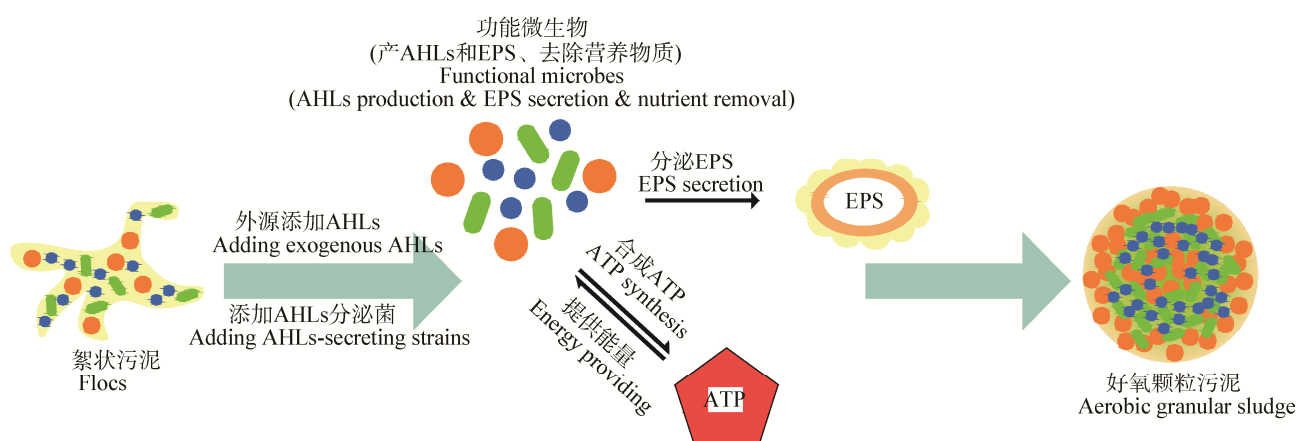 功能微生物
(产AHLs和EPS、去除营养物质)
Functional microbes
(AHLs production & EPS secretion & nutrient removal)
外源添加AHLs
Adding exogenous AHLs
添加AHLs分泌菌
Adding AHLs-secreting strains
絮状污泥
Flocs
分泌EPS
EPS secretion
EPS
合成ATP
ATP synthesis
提供能量
Energy providing
ATP
好氧颗粒污泥
Aerobic granular sludge